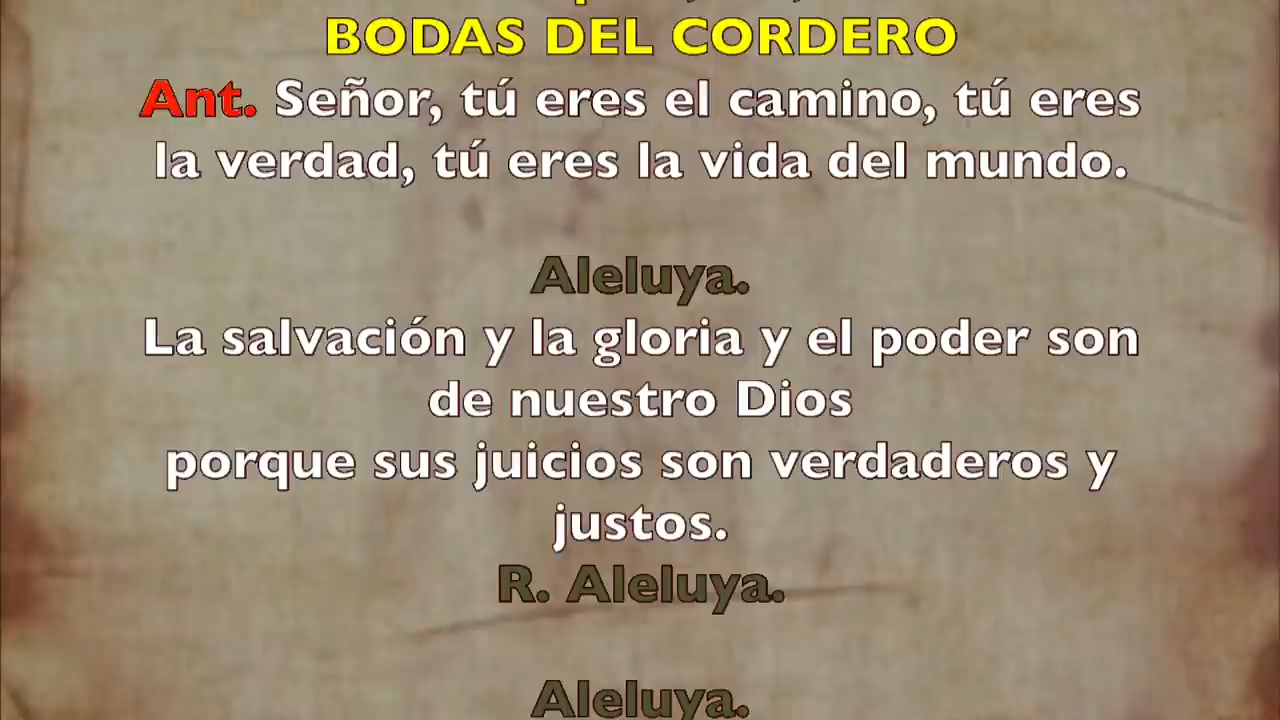 BODAS DEL CORDERO
Ant. Señor, tú eres el camino, tú eres
la verdad, tú eres la vida del mundo.
Aleluya.
La salvación y la gloria y el poder son
de nuestro Dios
porque sus juicios son verdaderos y
justos.
R. Aleluya.
Aleluya.